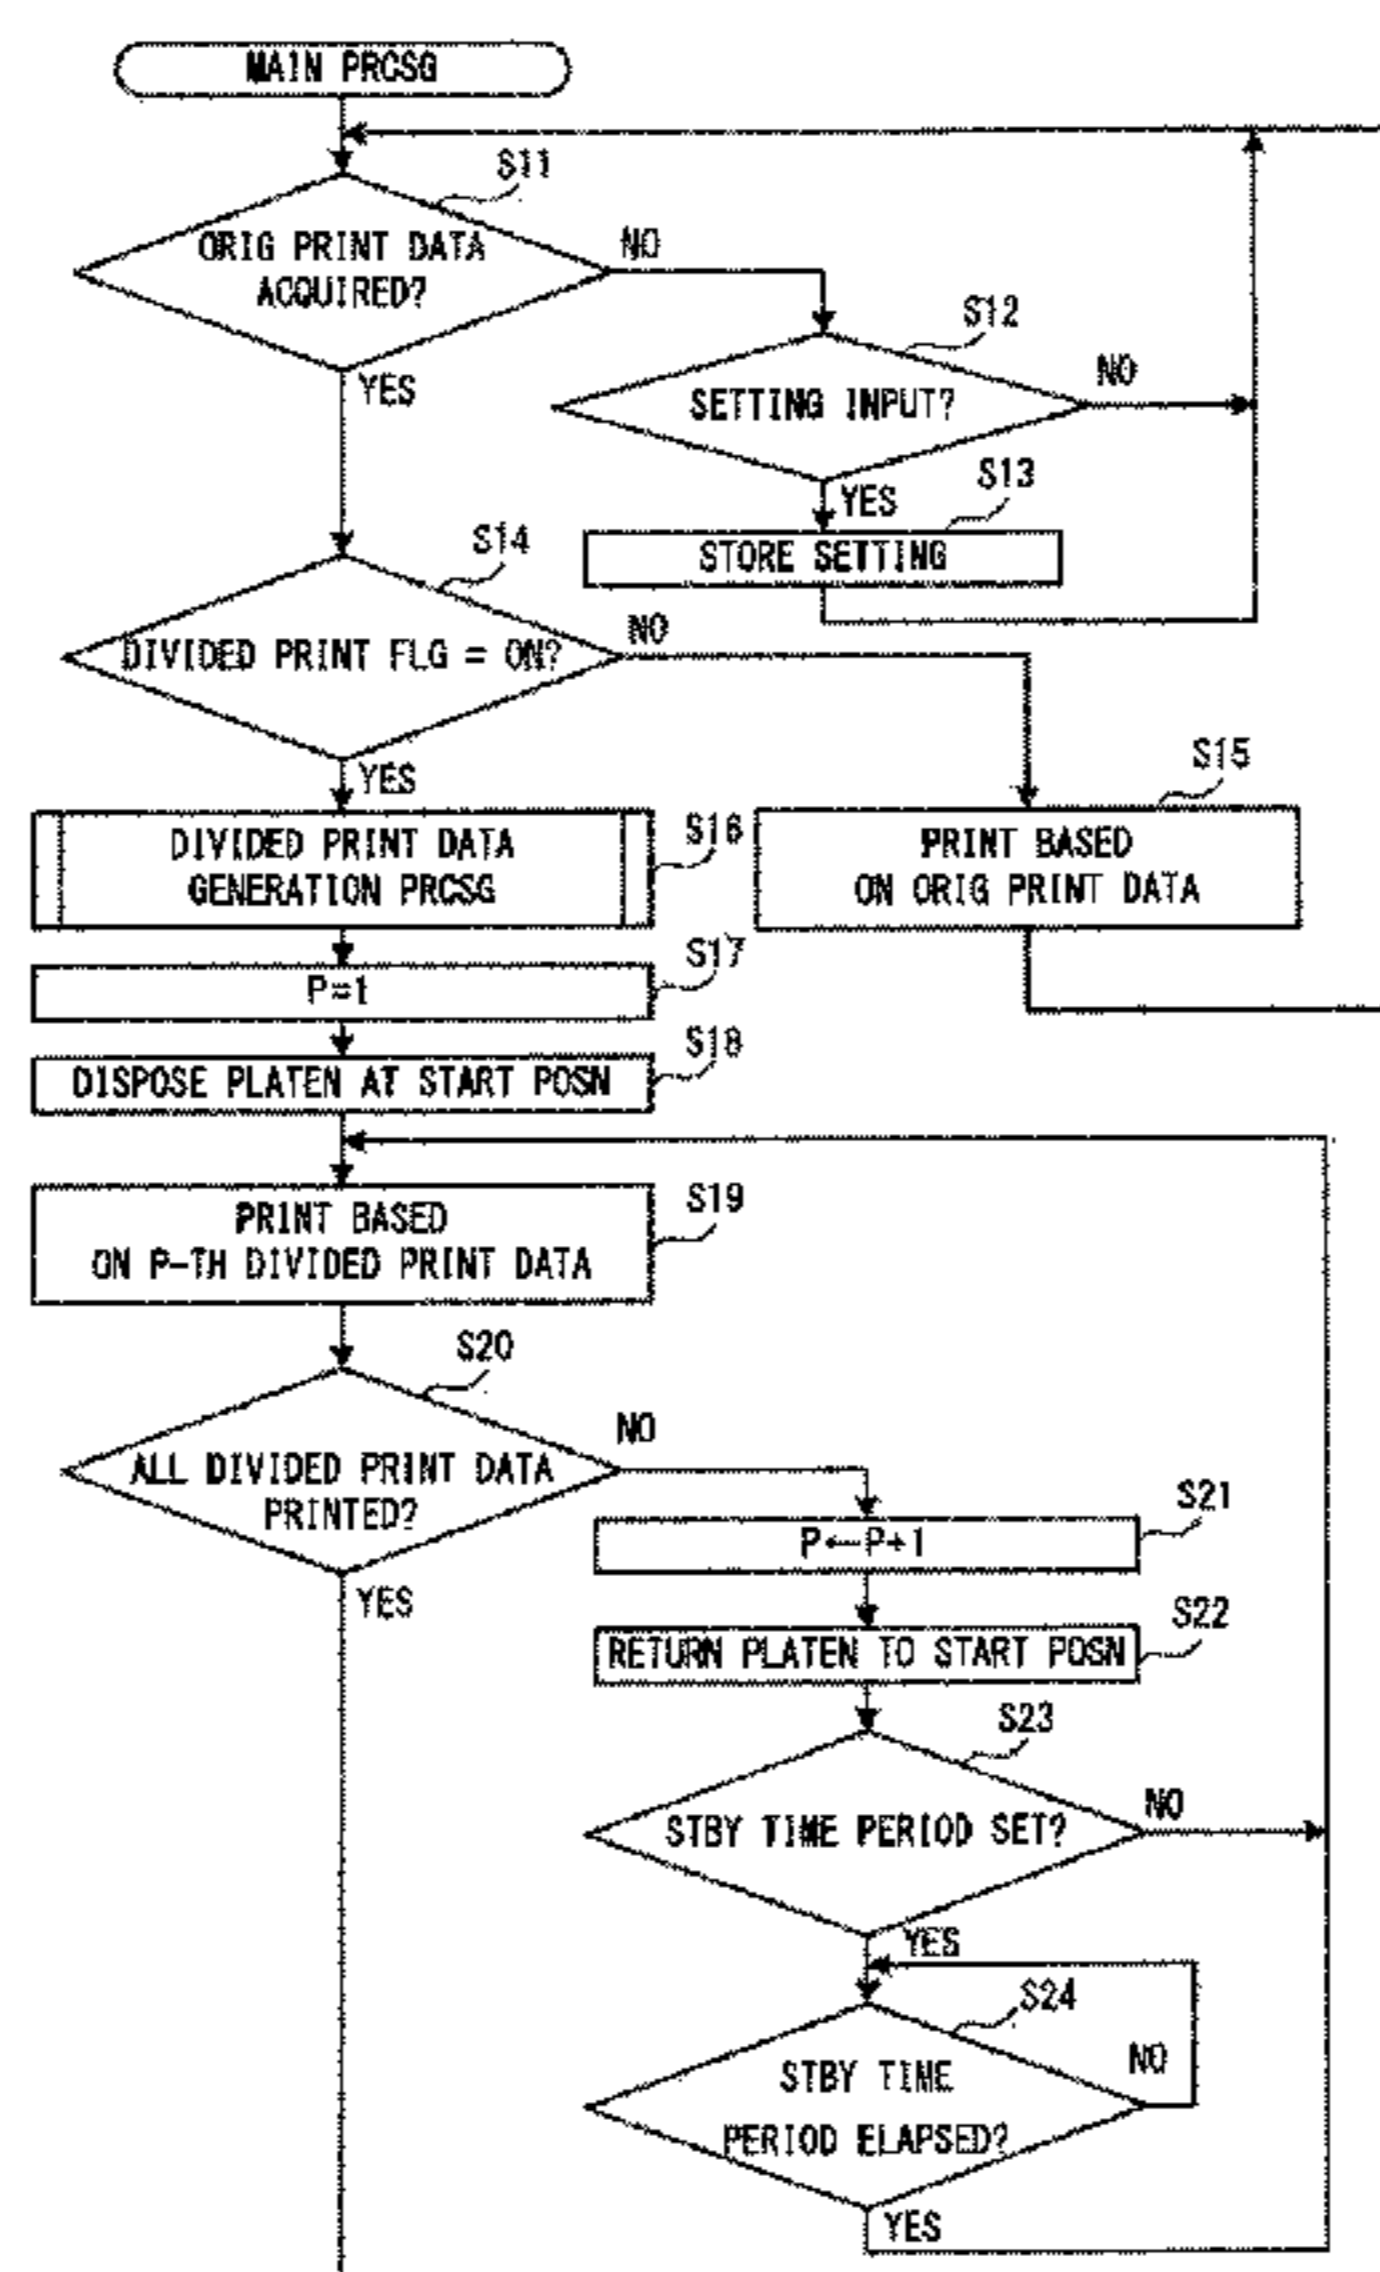 MAIN PRCSG
S11
ORIG PRINT DATA
ACQUIRED?
NO
YES
S12
SETTING INPUT?
NO
YES
S13
STORE SETTING
S14
DIVIDED PRINT FLG = ON?
NO
YES
S15
PRINT BASED
ON ORIG PRINT DATA
S16
DIVIDED PRINT DATA
GENERATION PRCSG
S17
P=1
S18
DISPOSE PLATEN AT START POSN
S19
PRINT BASED
ON P-TH DIVIDED PRINT DATA
S20
ALL DIVIDED PRINT DATA
PRINTED?
NO
YES
S21
P←P+1
S22
RETURN PLATEN TO START POSN
S23
STBY TIME PERIOD SET?
NO
YES
S24
STBY TIME
PERIOD ELAPSED?
NO
YES